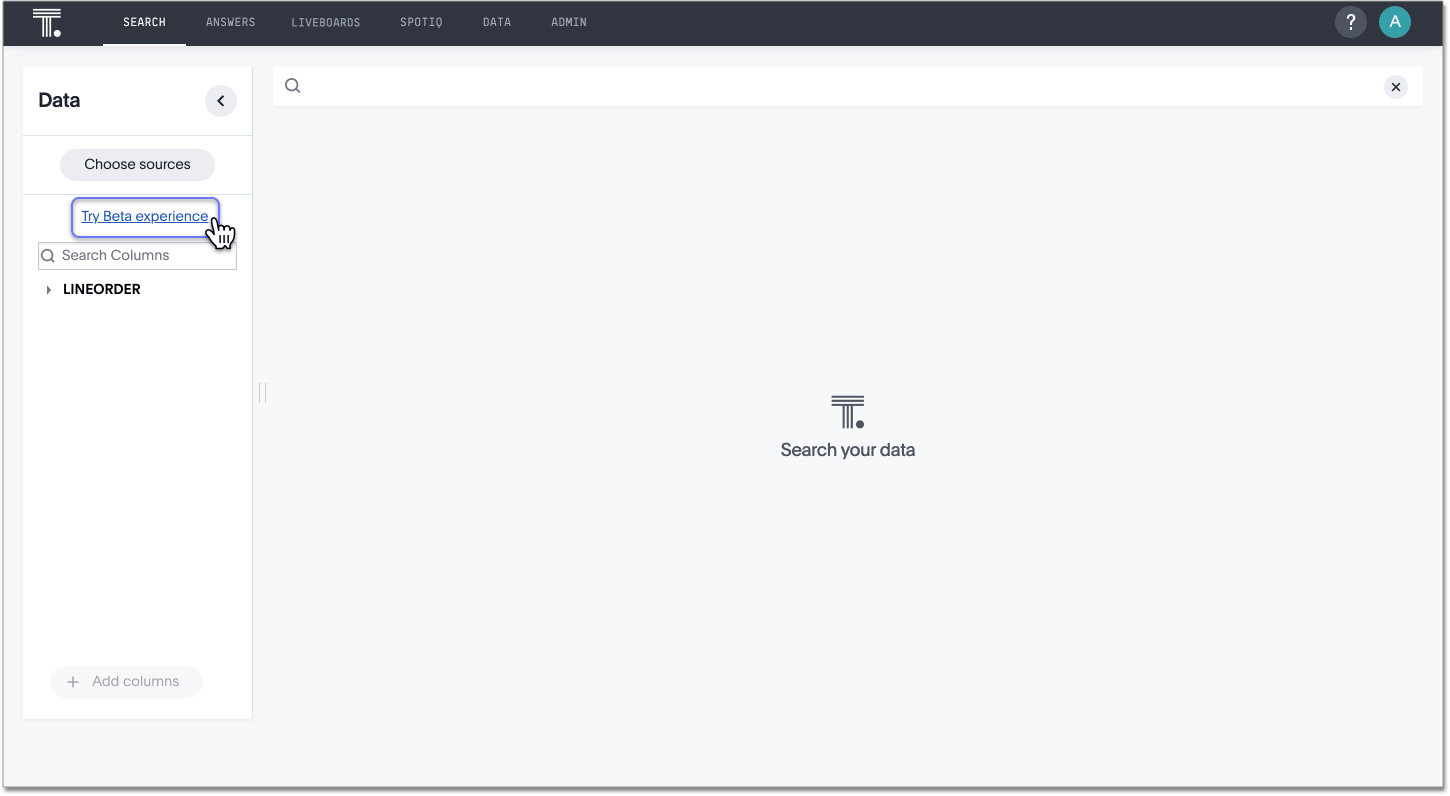 SEARCH ANSWERS LIVEBOARDS SPOTIQ DATA ADMIN ? A
Data
Choose sources
Try Beta experience
Search Columns
LINEORDER
Search your data
Add columns